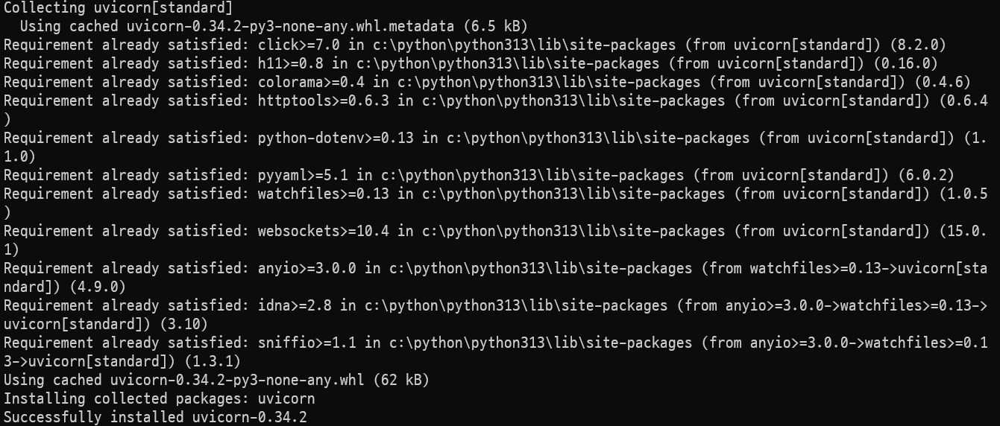 Collecting uvicorn[standard]
  Using cached uvicorn-0.34.2-py3-none-any.whl.metadata (6.5 kB)
Requirement already satisfied: click>=7.0 in c:\python\python313\lib\site-packages (from uvicorn[standard]) (8.2.0)
Requirement already satisfied: h11>=0.8 in c:\python\python313\lib\site-packages (from uvicorn[standard]) (0.16.0)
Requirement already satisfied: colorama>=0.4 in c:\python\python313\lib\site-packages (from uvicorn[standard]) (0.4.6)
Requirement already satisfied: httptools>=0.6.3 in c:\python\python313\lib\site-packages (from uvicorn[standard]) (0.6.4
)
Requirement already satisfied: python-dotenv>=0.13 in c:\python\python313\lib\site-packages (from uvicorn[standard]) (1.
1.0)
Requirement already satisfied: pyyaml>=5.1 in c:\python\python313\lib\site-packages (from uvicorn[standard]) (6.0.2)
Requirement already satisfied: watchfiles>=0.13 in c:\python\python313\lib\site-packages (from uvicorn[standard]) (1.0.5
)
Requirement already satisfied: websockets>=10.4 in c:\python\python313\lib\site-packages (from uvicorn[standard]) (15.0.
1)
Requirement already satisfied: anyio>=3.0.0 in c:\python\python313\lib\site-packages (from watchfiles>=0.13->uvicorn[sta
ndard]) (4.9.0)
Requirement already satisfied: idna>=2.8 in c:\python\python313\lib\site-packages (from anyio>=3.0.0->watchfiles>=0.13->
uvicorn[standard]) (3.10)
Requirement already satisfied: sniffio>=1.1 in c:\python\python313\lib\site-packages (from anyio>=3.0.0->watchfiles>=0.1
3->uvicorn[standard]) (1.3.1)
Using cached uvicorn-0.34.2-py3-none-any.whl (62 kB)
Installing collected packages: uvicorn
Successfully installed uvicorn-0.34.2